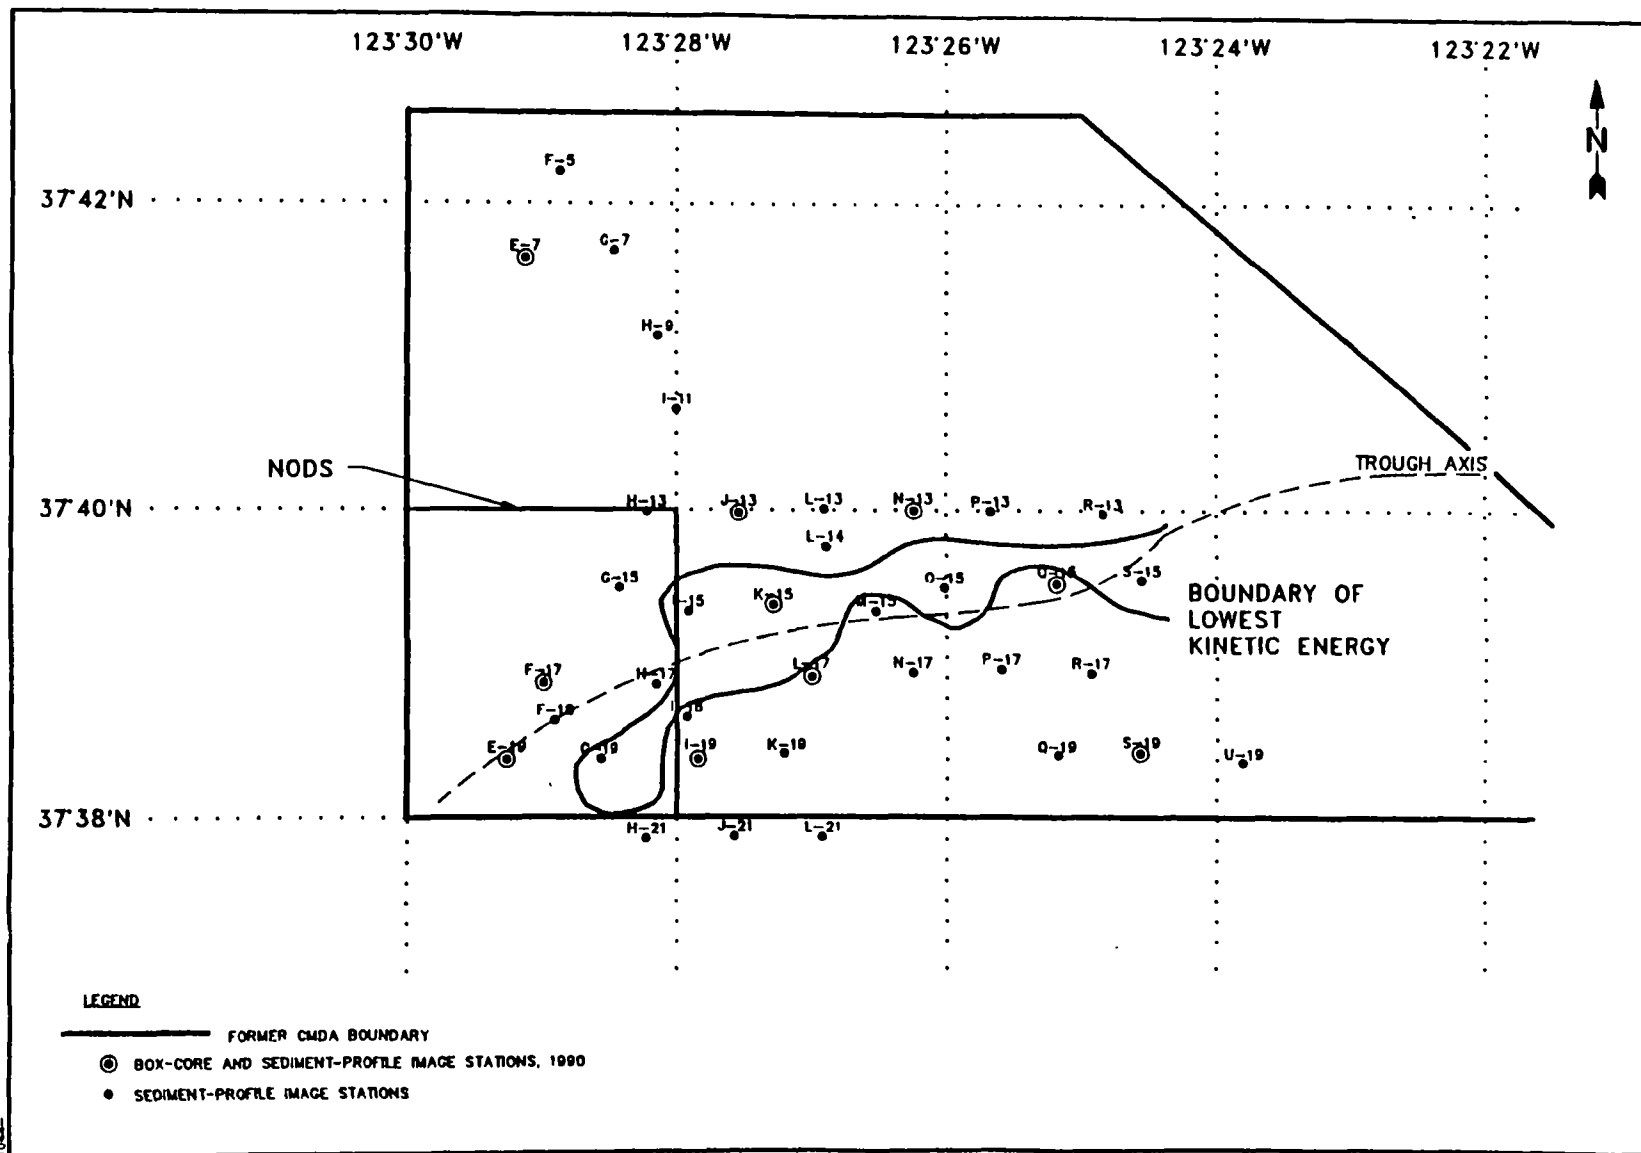 123°30'W 123°28'W 123°26'W 123°24'W 123°22'W
N
F-5
37°42'N
E-7 G-7
H-9
I-11
NODS
TROUGH AXIS
37°40'N
H-13 J-13 L-13 N-13 P-13 R-13
L-14
G-15 K-15 M-15 O-15 S-15
BOUNDARY OF
LOWEST
KINETIC ENERGY
F-17 H-17 L-17 N-17 P-17 R-17
F-18
E-19 G-19 I-19 K-19 Q-19 S-19 U-19
37°38'N
H-21 J-21 L-21
LEGEND
FORMER CMDA BOUNDARY
BOX-CORE AND SEDIMENT-PROFILE IMAGE STATIONS, 1990
SEDIMENT-PROFILE IMAGE STATIONS